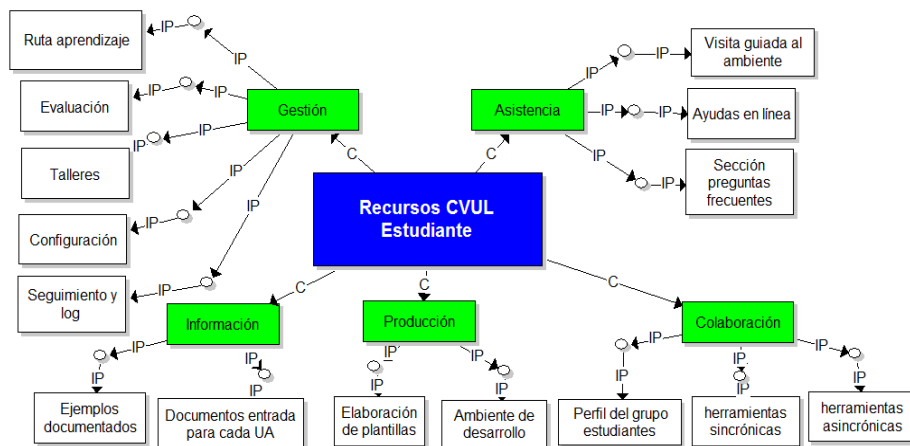 IP
IP
Ruta aprendizaje
IP
IP
Evaluación
IP
IP
Talleres
IP
IP
Configuración
IP
IP
Seguimiento y
log
Gestión
C
Asistencia
C
IP
IP
Visita guiada al
ambiente
IP
IP
Ayudas en línea
IP
IP
Sección
preguntas
frecuentes
Recursos CVUL
Estudiante
C
C
C
Información
IP
IP
Ejemplos
documentados
IP
IP
Documentos entrada
para cada UA
Producción
IP
IP
Elaboración
de plantillas
IP
IP
Ambiente de
desarrollo
Colaboración
IP
IP
Perfil del grupo
estudiantes
IP
IP
herramientas
sincrónicas
IP
IP
herramientas
asincrónicas